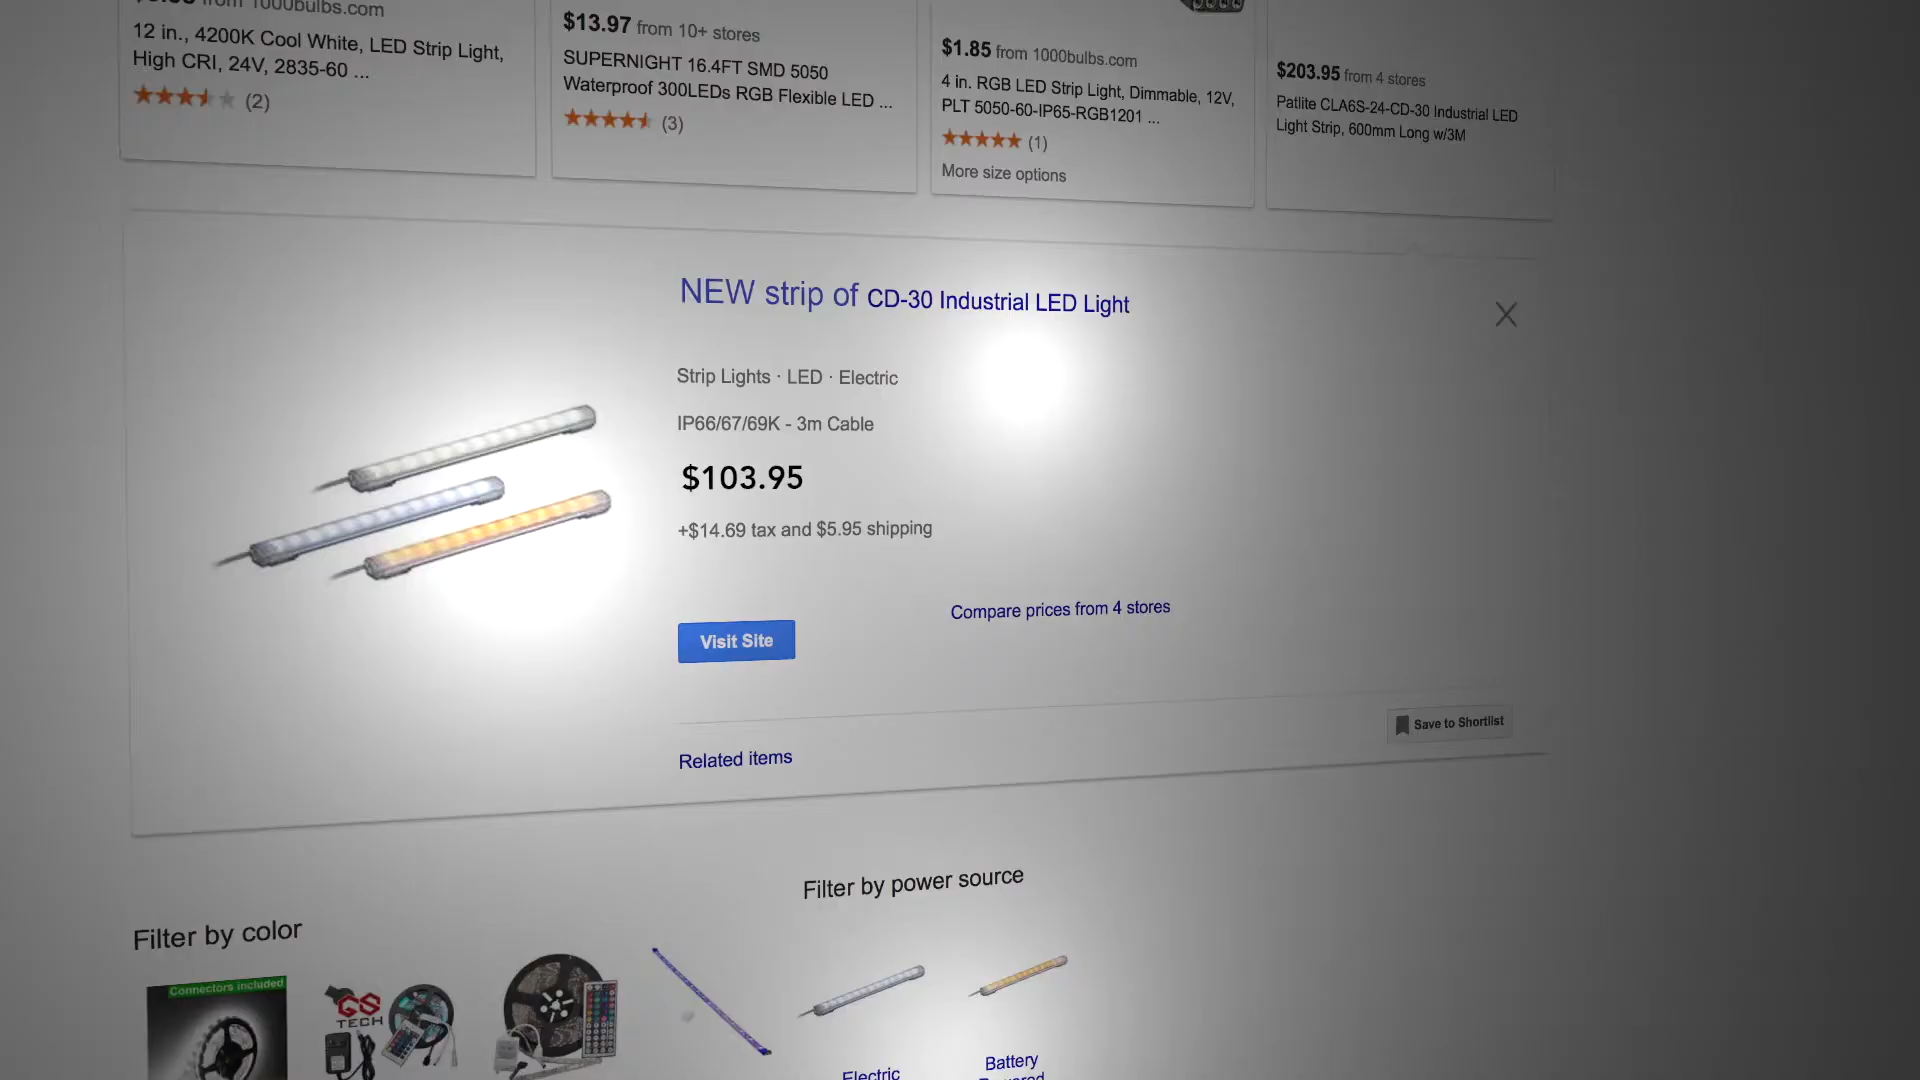 from 1000bulbs.com
12 in., 4200K Cool White, LED Strip Light,
High CRI, 24V, 2835-60 ...
(2)
$13.97 from 10+ stores
SUPERNIGHT 16.4FT SMD 5050
Waterproof 300LEDs RGB Flexible LED ...
(3)
$1.85 from 1000bulbs.com
4 in. RGB LED Strip Light, Dimmable, 12V,
PLT 5050-60-IP65-RGB1201 ...
(1)
More size options
$203.95 from 4 stores
Patlite CLA6S-24-CD-30 Industrial LED
Light Strip, 600mm Long w/3M
NEW strip of CD-30 Industrial LED Light
Strip Lights · LED · Electric
IP66/67/69K - 3m Cable
$103.95
+$14.69 tax and $5.95 shipping
Compare prices from 4 stores
Visit Site
Save to Shortlist
Related items
Filter by power source
Filter by color
Connectors included
GS
TECH
Electric
Battery